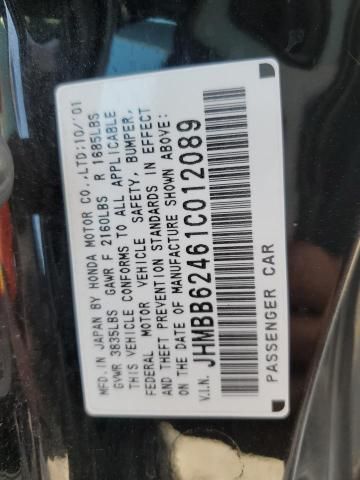 MFD. IN JAPAN BY HONDA MOTOR CO.,LTD.:10/'01
GVWR 3835LBS GAWR F 2160LBS R 1685LBS
THIS VEHICLE CONFORMS TO ALL APPLICABLE
FEDERAL MOTOR VEHICLE SAFETY, BUMPER,
AND THEFT PREVENTION STANDARDS IN EFFECT
ON THE DATE OF MANUFACTURE SHOWN ABOVE:
V.I.N. JHMBB62461C012089
PASSENGER CAR